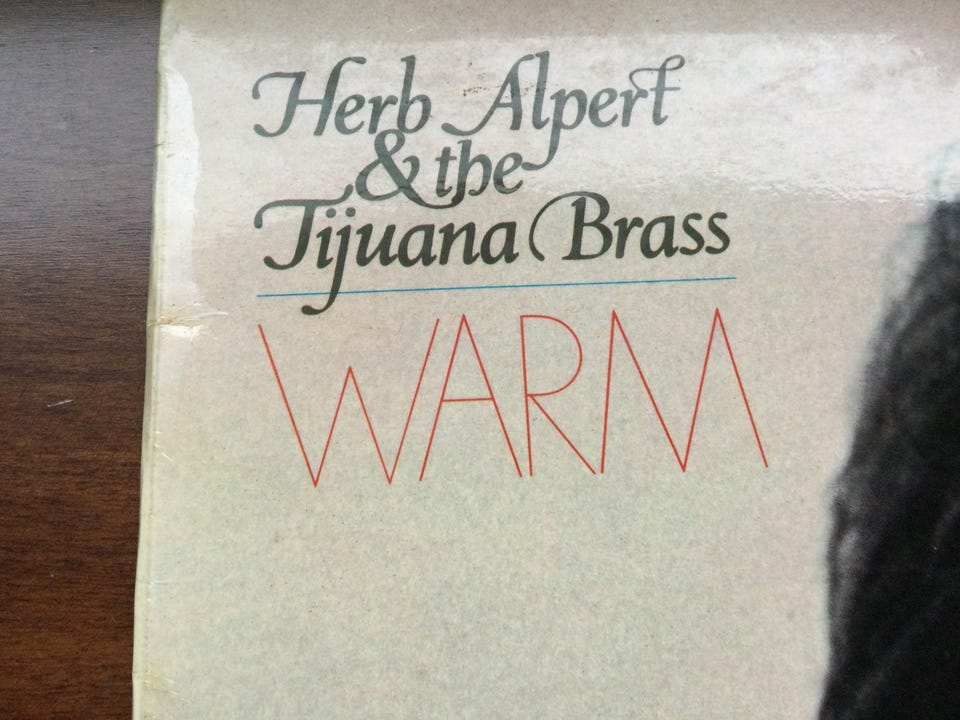 Herb Alpert
& the
Tijuana Brass
WARM